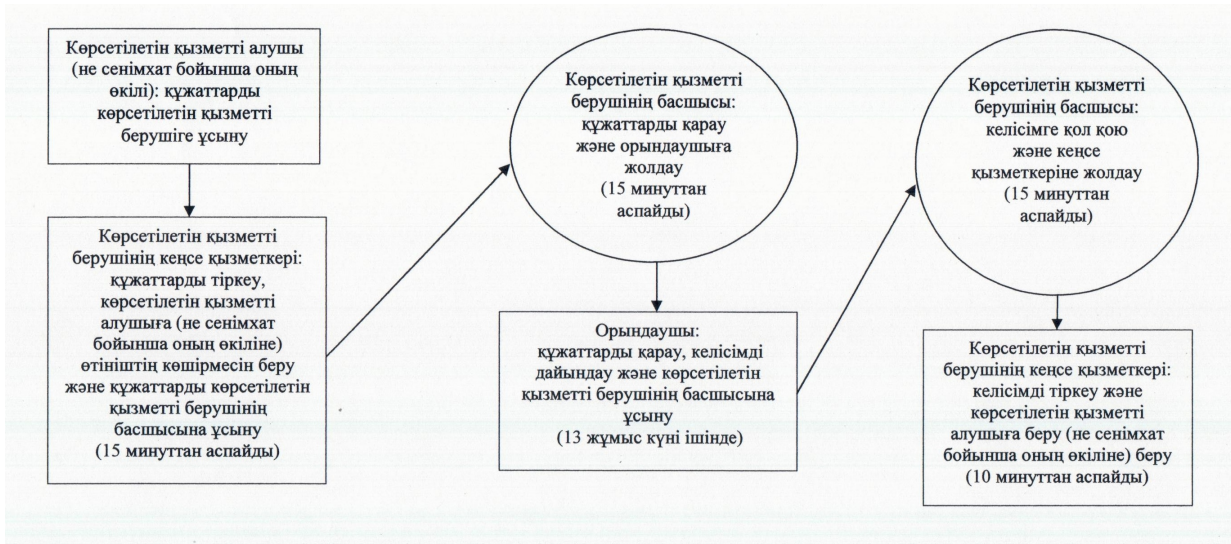 Көрсетілетін қызметті алушы
(не сенімхат бойынша оның
өкілі): құжаттарды
көрсетілетін қызметті
берушіге ұсыну
Көрсетілетін қызметті
берушінің кеңсе қызметкері:
құжаттарды тіркеу,
көрсетілетін қызметті
алушыға (не сенімхат
бойынша оның өкіліне)
өтініштің көшірмесін беру
және құжаттарды көрсетілетін
қызметті берушінің
басшысына ұсыну
(15 минуттан аспайды)
Көрсетілетін қызметті
берушінің басшысы:
құжаттарды қарау
және орындаушыға
жолдау
(15 минуттан
аспайды)
Орындаушы:
құжаттарды қарау, келісімді
дайындау және көрсетілетін
қызметті берушінің басшысына
ұсыну
(13 жұмыс күні ішінде)
Көрсетілетін қызметті
берушінің басшысы:
келісімге қол қою
және кеңсе
қызметкеріне жолдау
(15 минуттан
аспайды)
Көрсетілетін қызметті
берушінің кеңсе қызметкері:
келісімді тіркеу және
көрсетілетін қызметті
алушыға беру (не сенімхат
бойынша оның өкіліне) беру
(10 минуттан аспайды)